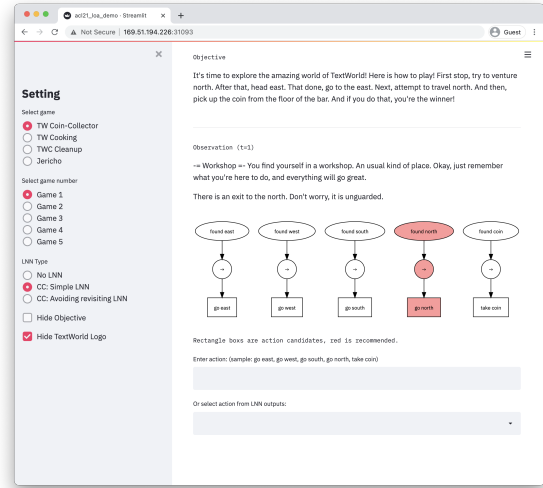 acl21_loa_demo · Streamlit
Not Secure | 169.51.194.226:31093
Guest
Setting
Select game
TW Coin-Collector
TW Cooking
TWC Cleanup
Jericho
Select game number
Game 1
Game 2
Game 3
Game 4
Game 5
LNN Type
No LNN
CC: Simple LNN
CC: Avoiding revisiting LNN
Hide Objective
Hide TextWorld Logo
Objective
It's time to explore the amazing world of TextWorld! Here is how to play! First stop, try to venture
north. After that, head east. That done, go to the east. Next, attempt to travel north. And then,
pick up the coin from the floor of the bar. And if you do that, you're the winner!
Observation (t=1)
-= Workshop =- You find yourself in a workshop. An usual kind of place. Okay, just remember
what you're here to do, and everything will go great.
There is an exit to the north. Don't worry, it is unguarded.
found east found west found south found north found coin
→ → → → →
go east go west go south go north take coin
Rectangle boxs are action candidates, red is recommended.
Enter action: (sample: go east, go west, go south, go north, take coin)
Or select action from LNN outputs: